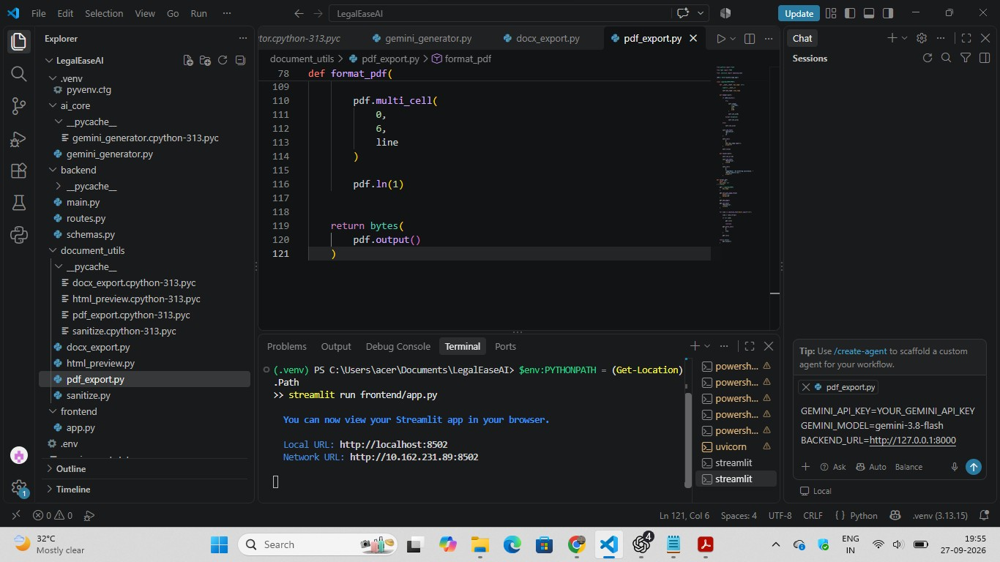 File Edit Selection View Go Run ··· LegalEaseAI Update
Explorer
LegalEaseAI
.venv
pyvenv.cfg
ai_core
__pycache__
gemini_generator.cpython-313.pyc
gemini_generator.py
backend
__pycache__
main.py
routes.py
schemas.py
document_utils
__pycache__
docx_export.cpython-313.pyc
html_preview.cpython-313.pyc
pdf_export.cpython-313.pyc
sanitize.cpython-313.pyc
docx_export.py
html_preview.py
pdf_export.py
sanitize.py
frontend
app.py
.env
Outline
Timeline
1
tor.cpython-313.pyc gemini_generator.py docx_export.py pdf_export.py
document_utils > pdf_export.py > format_pdf
78 def format_pdf(
109
110 pdf.multi_cell(
111 0,
112 6,
113 line
114 )
115
116 pdf.ln(1)
117
118
119 return bytes(
120 pdf.output()
121 )
Problems Output Debug Console Terminal Ports
(.venv) PS C:\Users\acer\Documents\LegalEaseAI> $env:PYTHONPATH = (Get-Location)
.Path
>> streamlit run frontend/app.py
You can now view your Streamlit app in your browser.
Local URL: http://localhost:8502
Network URL: http://10.162.231.89:8502
powersh...
powersh...
powersh...
powersh...
powersh...
uvicorn
streamlit
streamlit
Chat
Sessions
Tip: Use /create-agent to scaffold a custom
agent for your workflow.
pdf_export.py
GEMINI_API_KEY=YOUR_GEMINI_API_KEY
GEMINI_MODEL=gemini-3.8-flash
BACKEND_URL=http://127.0.0.1:8000
Ask Auto Balance
Local
0 0 Ln 121, Col 6 Spaces: 4 UTF-8 CRLF { } Python .venv (3.13.15)
32°C
Mostly clear
Search
4
ENG
IN
19:55
27-09-2026